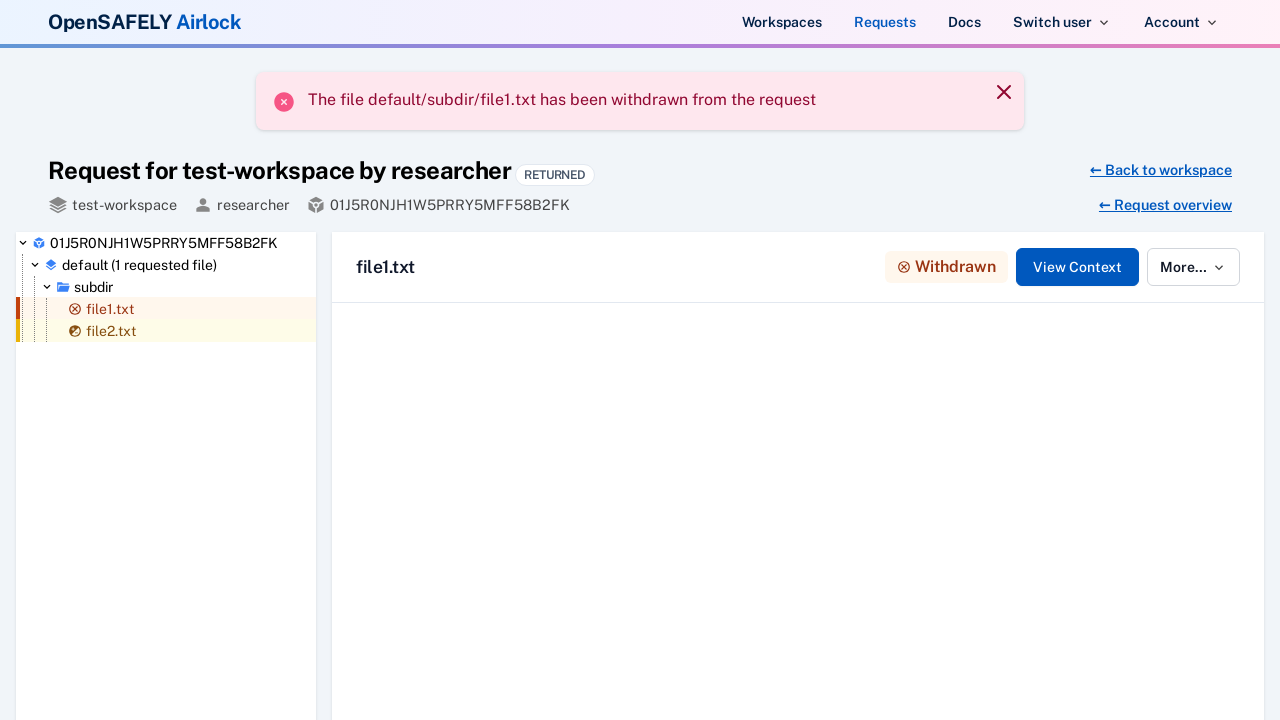 OpenSAFELY Airlock
Workspaces
Requests
Docs
Switch user
Account
The file default/subdir/file1.txt has been withdrawn from the request
Request for test-workspace by researcher RETURNED
← Back to workspace
test-workspace researcher 01J5R0NJH1W5PRRY5MFF58B2FK
← Request overview
01J5R0NJH1W5PRRY5MFF58B2FK
default (1 requested file)
subdir
file1.txt
file2.txt
file1.txt
Withdrawn
View Context
More...